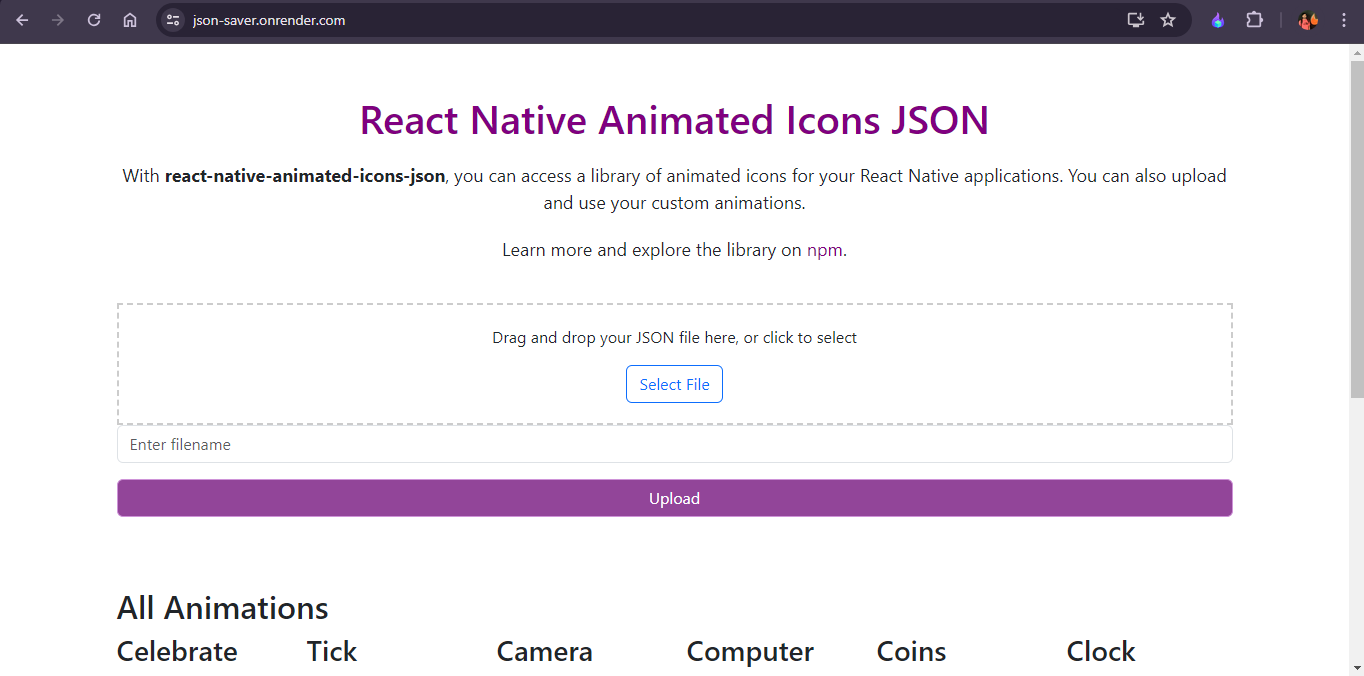 json-saver.onrender.com
React Native Animated Icons JSON
With react-native-animated-icons-json, you can access a library of animated icons for your React Native applications. You can also upload
and use your custom animations.
Learn more and explore the library on npm.
Drag and drop your JSON file here, or click to select
Select File
Enter filename
Upload
All Animations
Celebrate Tick Camera Computer Coins Clock